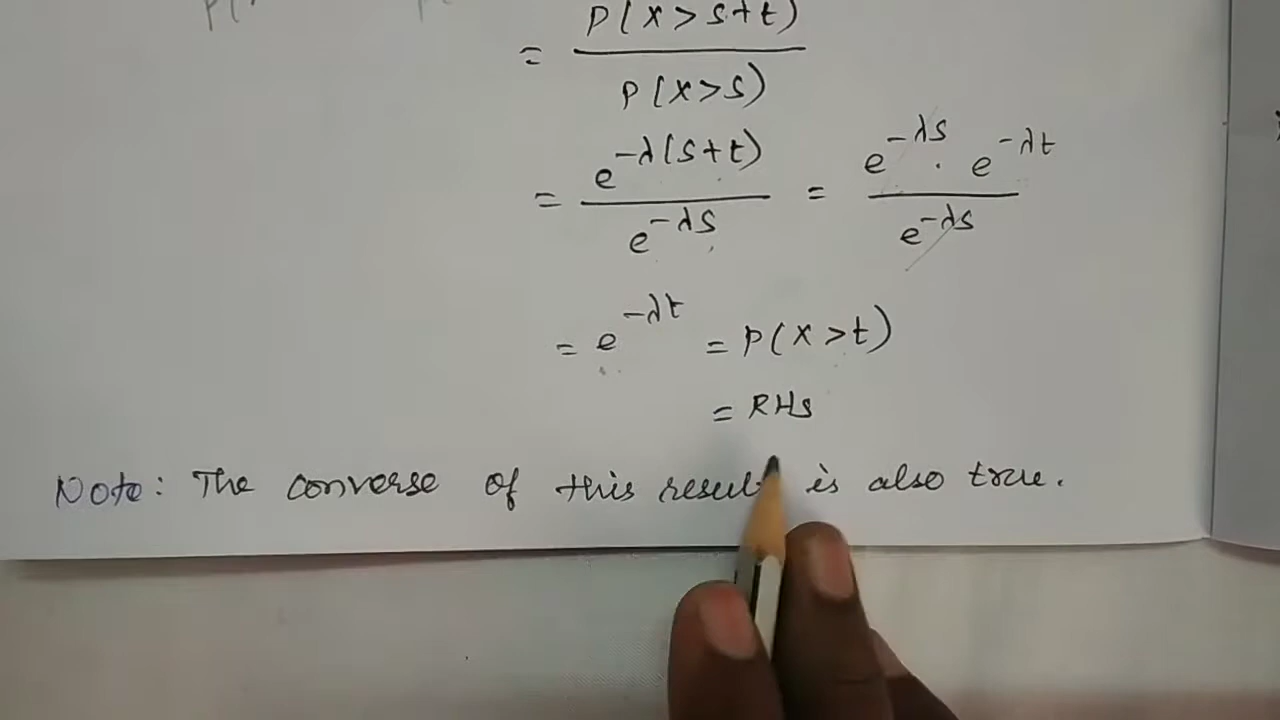 = P(X > s+t) / P(X > s)
= e^{-λ(s+t)} / e^{-λs} = e^{-λs} . e^{-λt} / e^{-λs}
= e^{-λt} = P(X > t)
= RHS
Note: The converse of this result is also true.